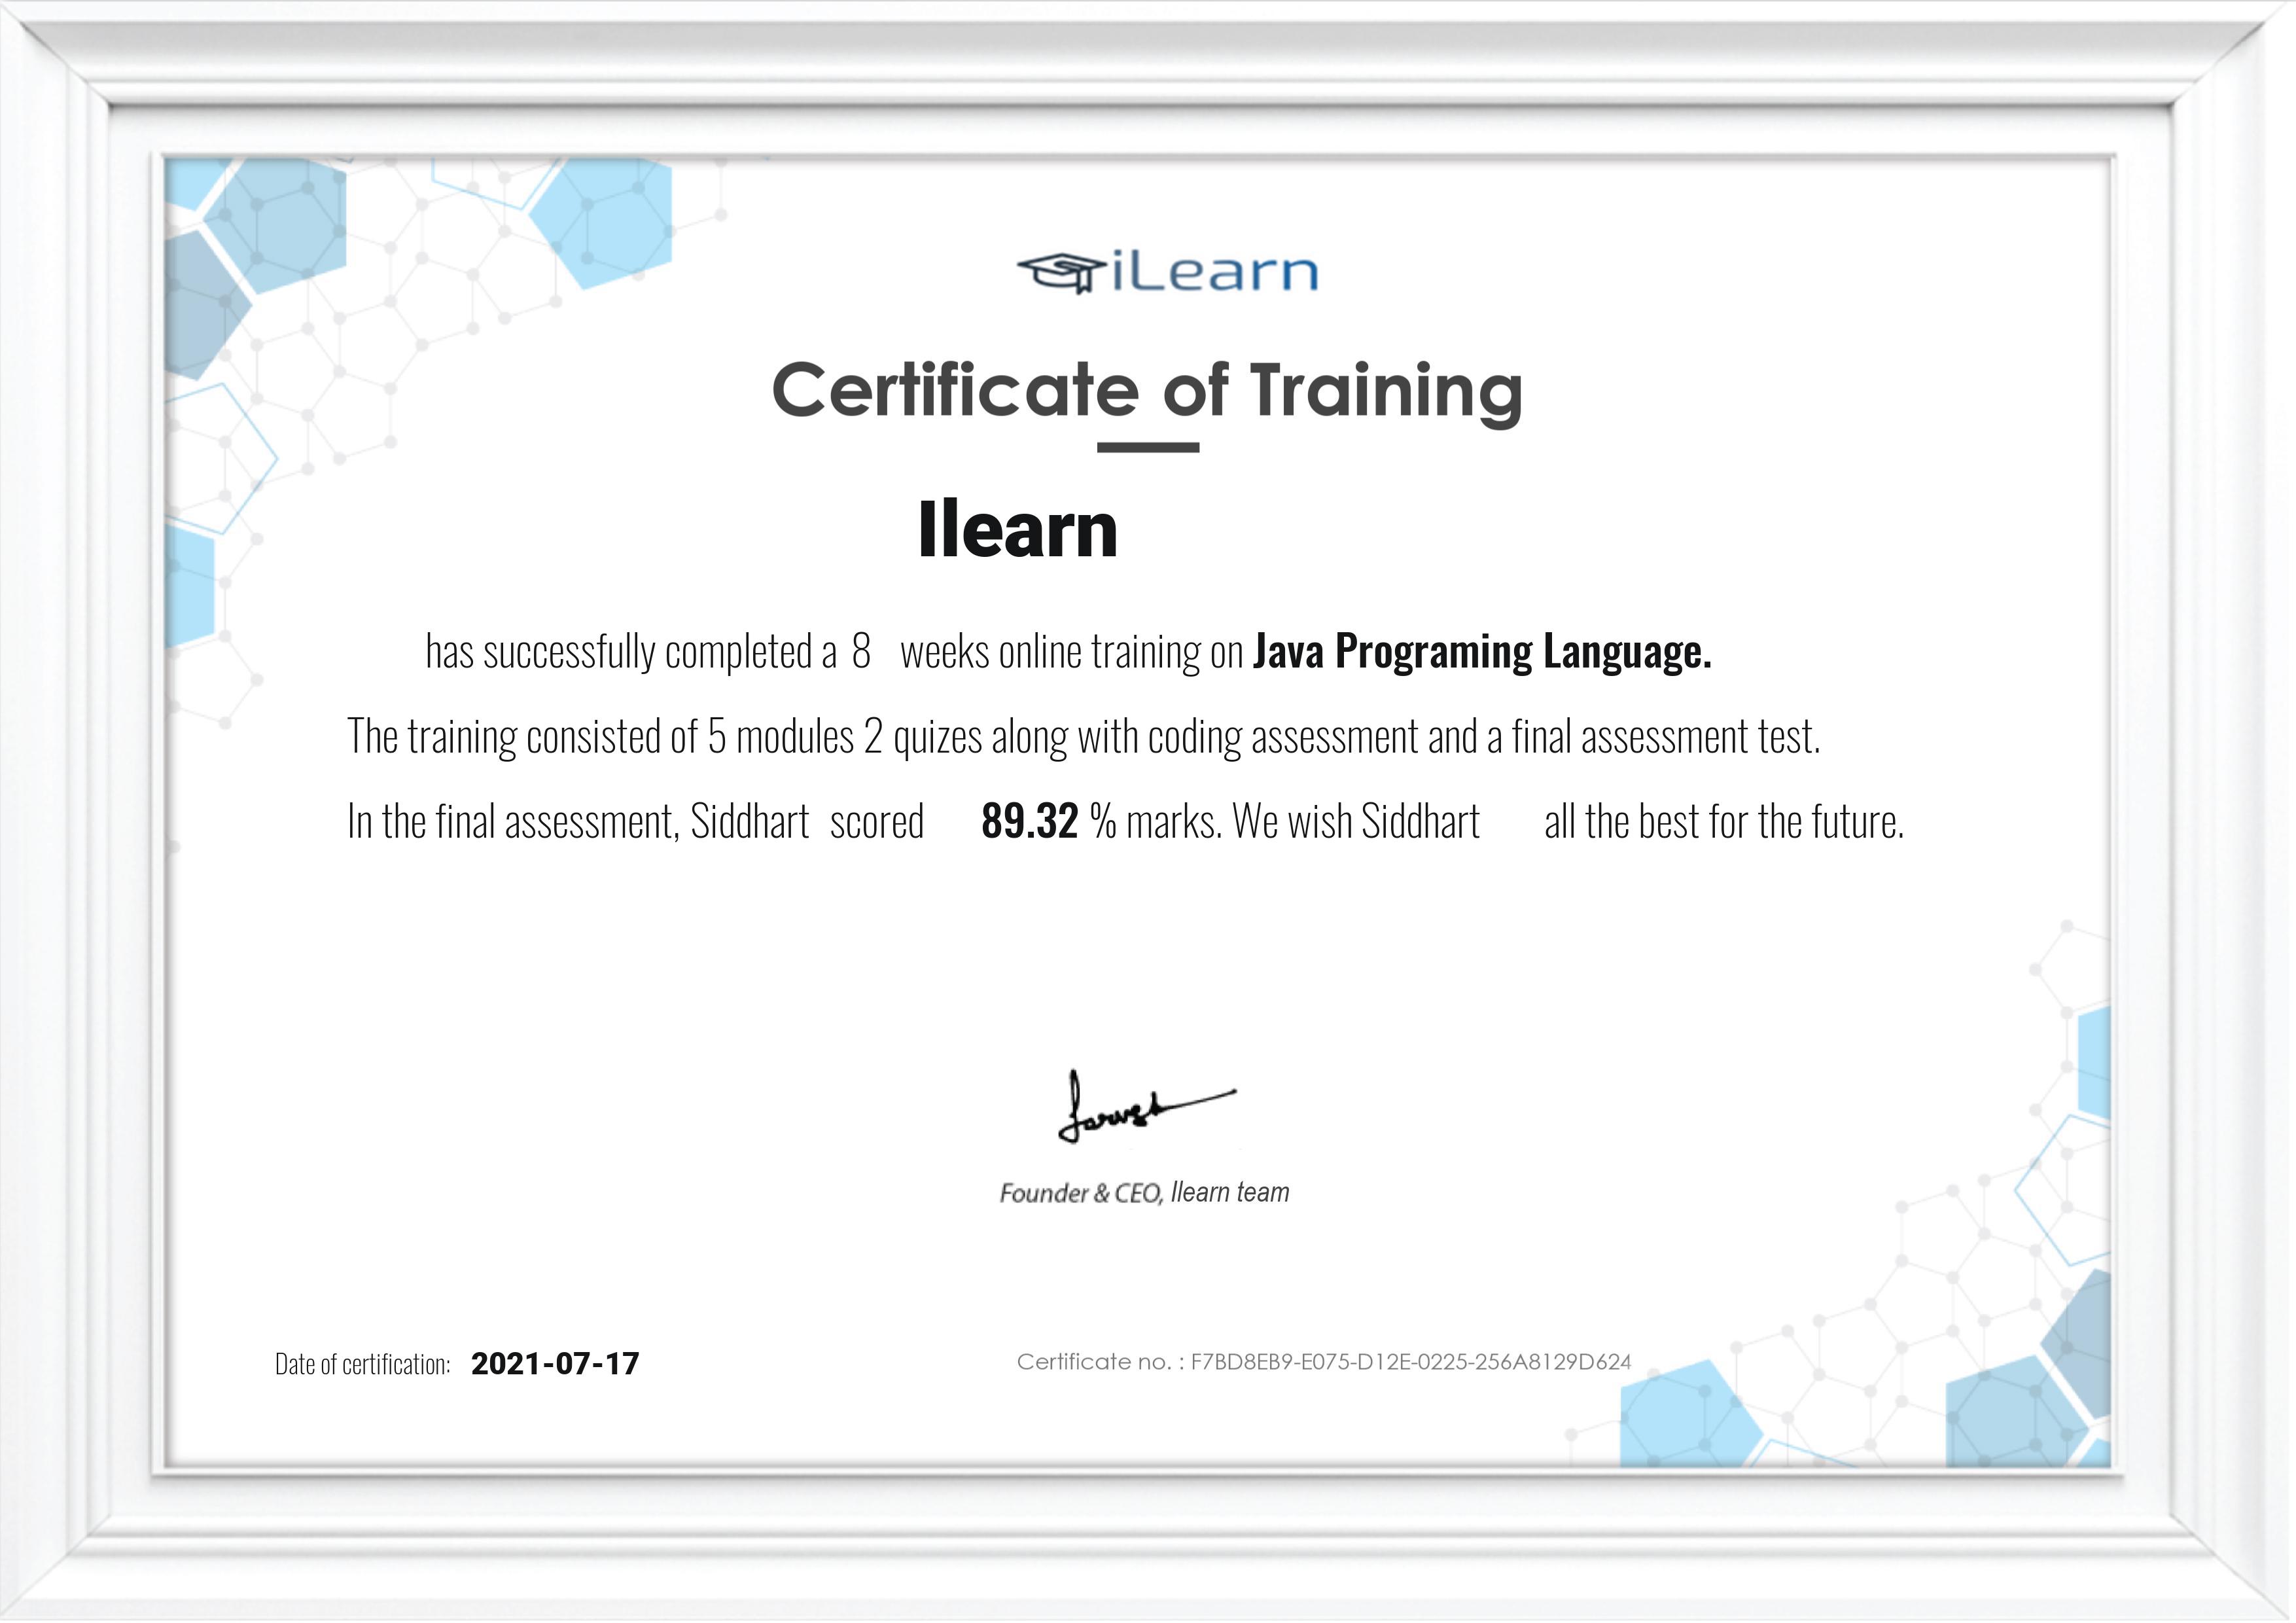 iLearn
Certificate of Training
Ilearn
has successfully completed a 8 weeks online training on Java Programing Language.
The training consisted of 5 modules 2 quizes along with coding assessment and a final assessment test.
In the final assessment, Siddhart scored 89.32 % marks. We wish Siddhart all the best for the future.
Founder & CEO, Ilearn team
Date of certification: 2021-07-17
Certificate no. : F7BD8EB9-E075-D12E-0225-256A8129D624